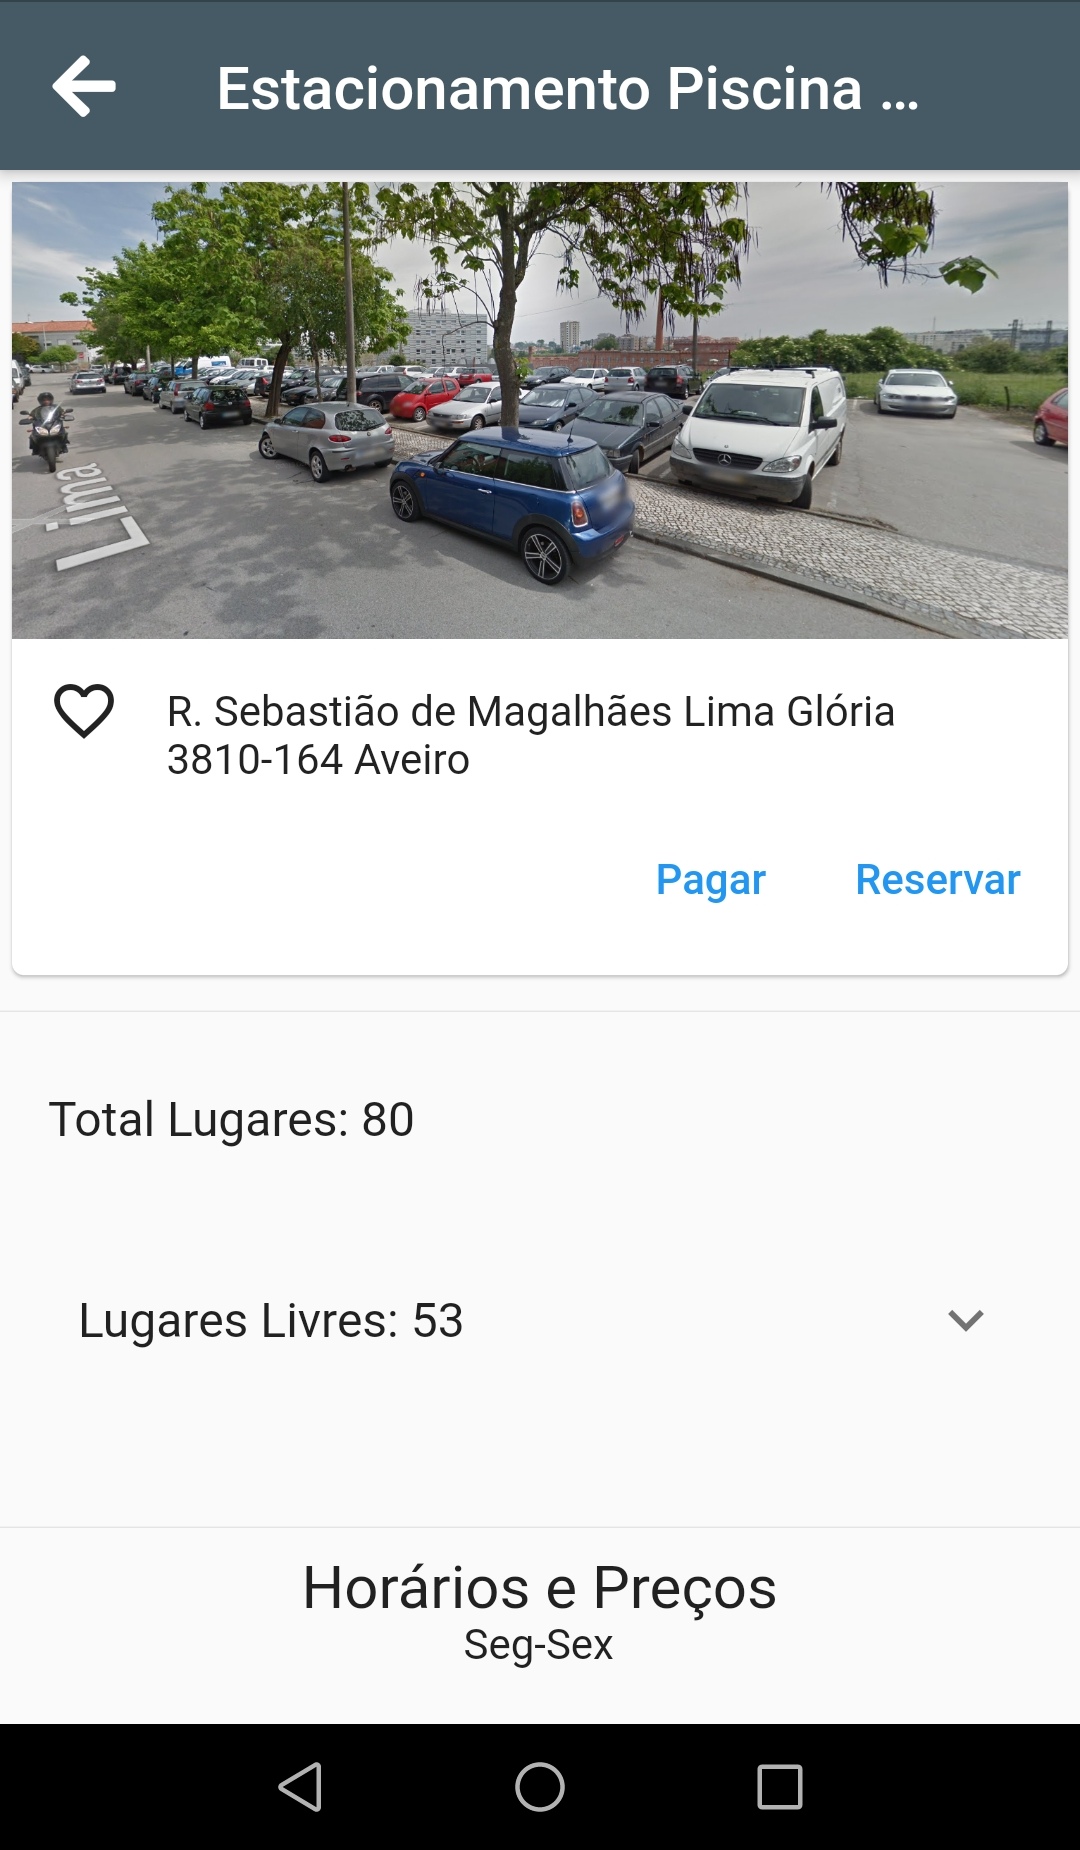 Estacionamento Piscina ...
Lima
R. Sebastião de Magalhães Lima Glória
3810-164 Aveiro
Pagar
Reservar
Total Lugares: 80
Lugares Livres: 53
Horários e Preços
Seg-Sex